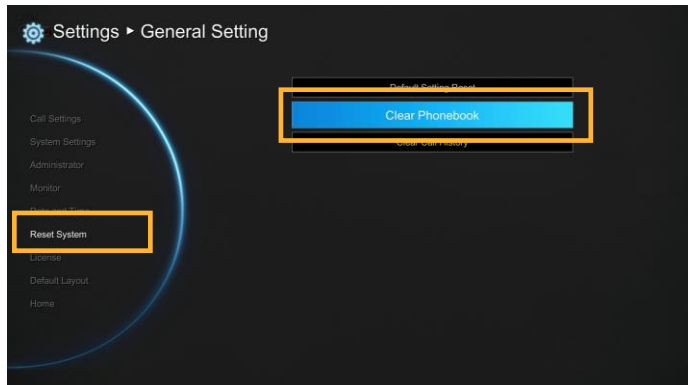 Settings ▸ General Setting
Call Settings
System Settings
Administrator
Monitor
Date and Time
Reset System
License
Default Layout
Home
Default Setting Reset
Clear Phonebook
Clear Call History